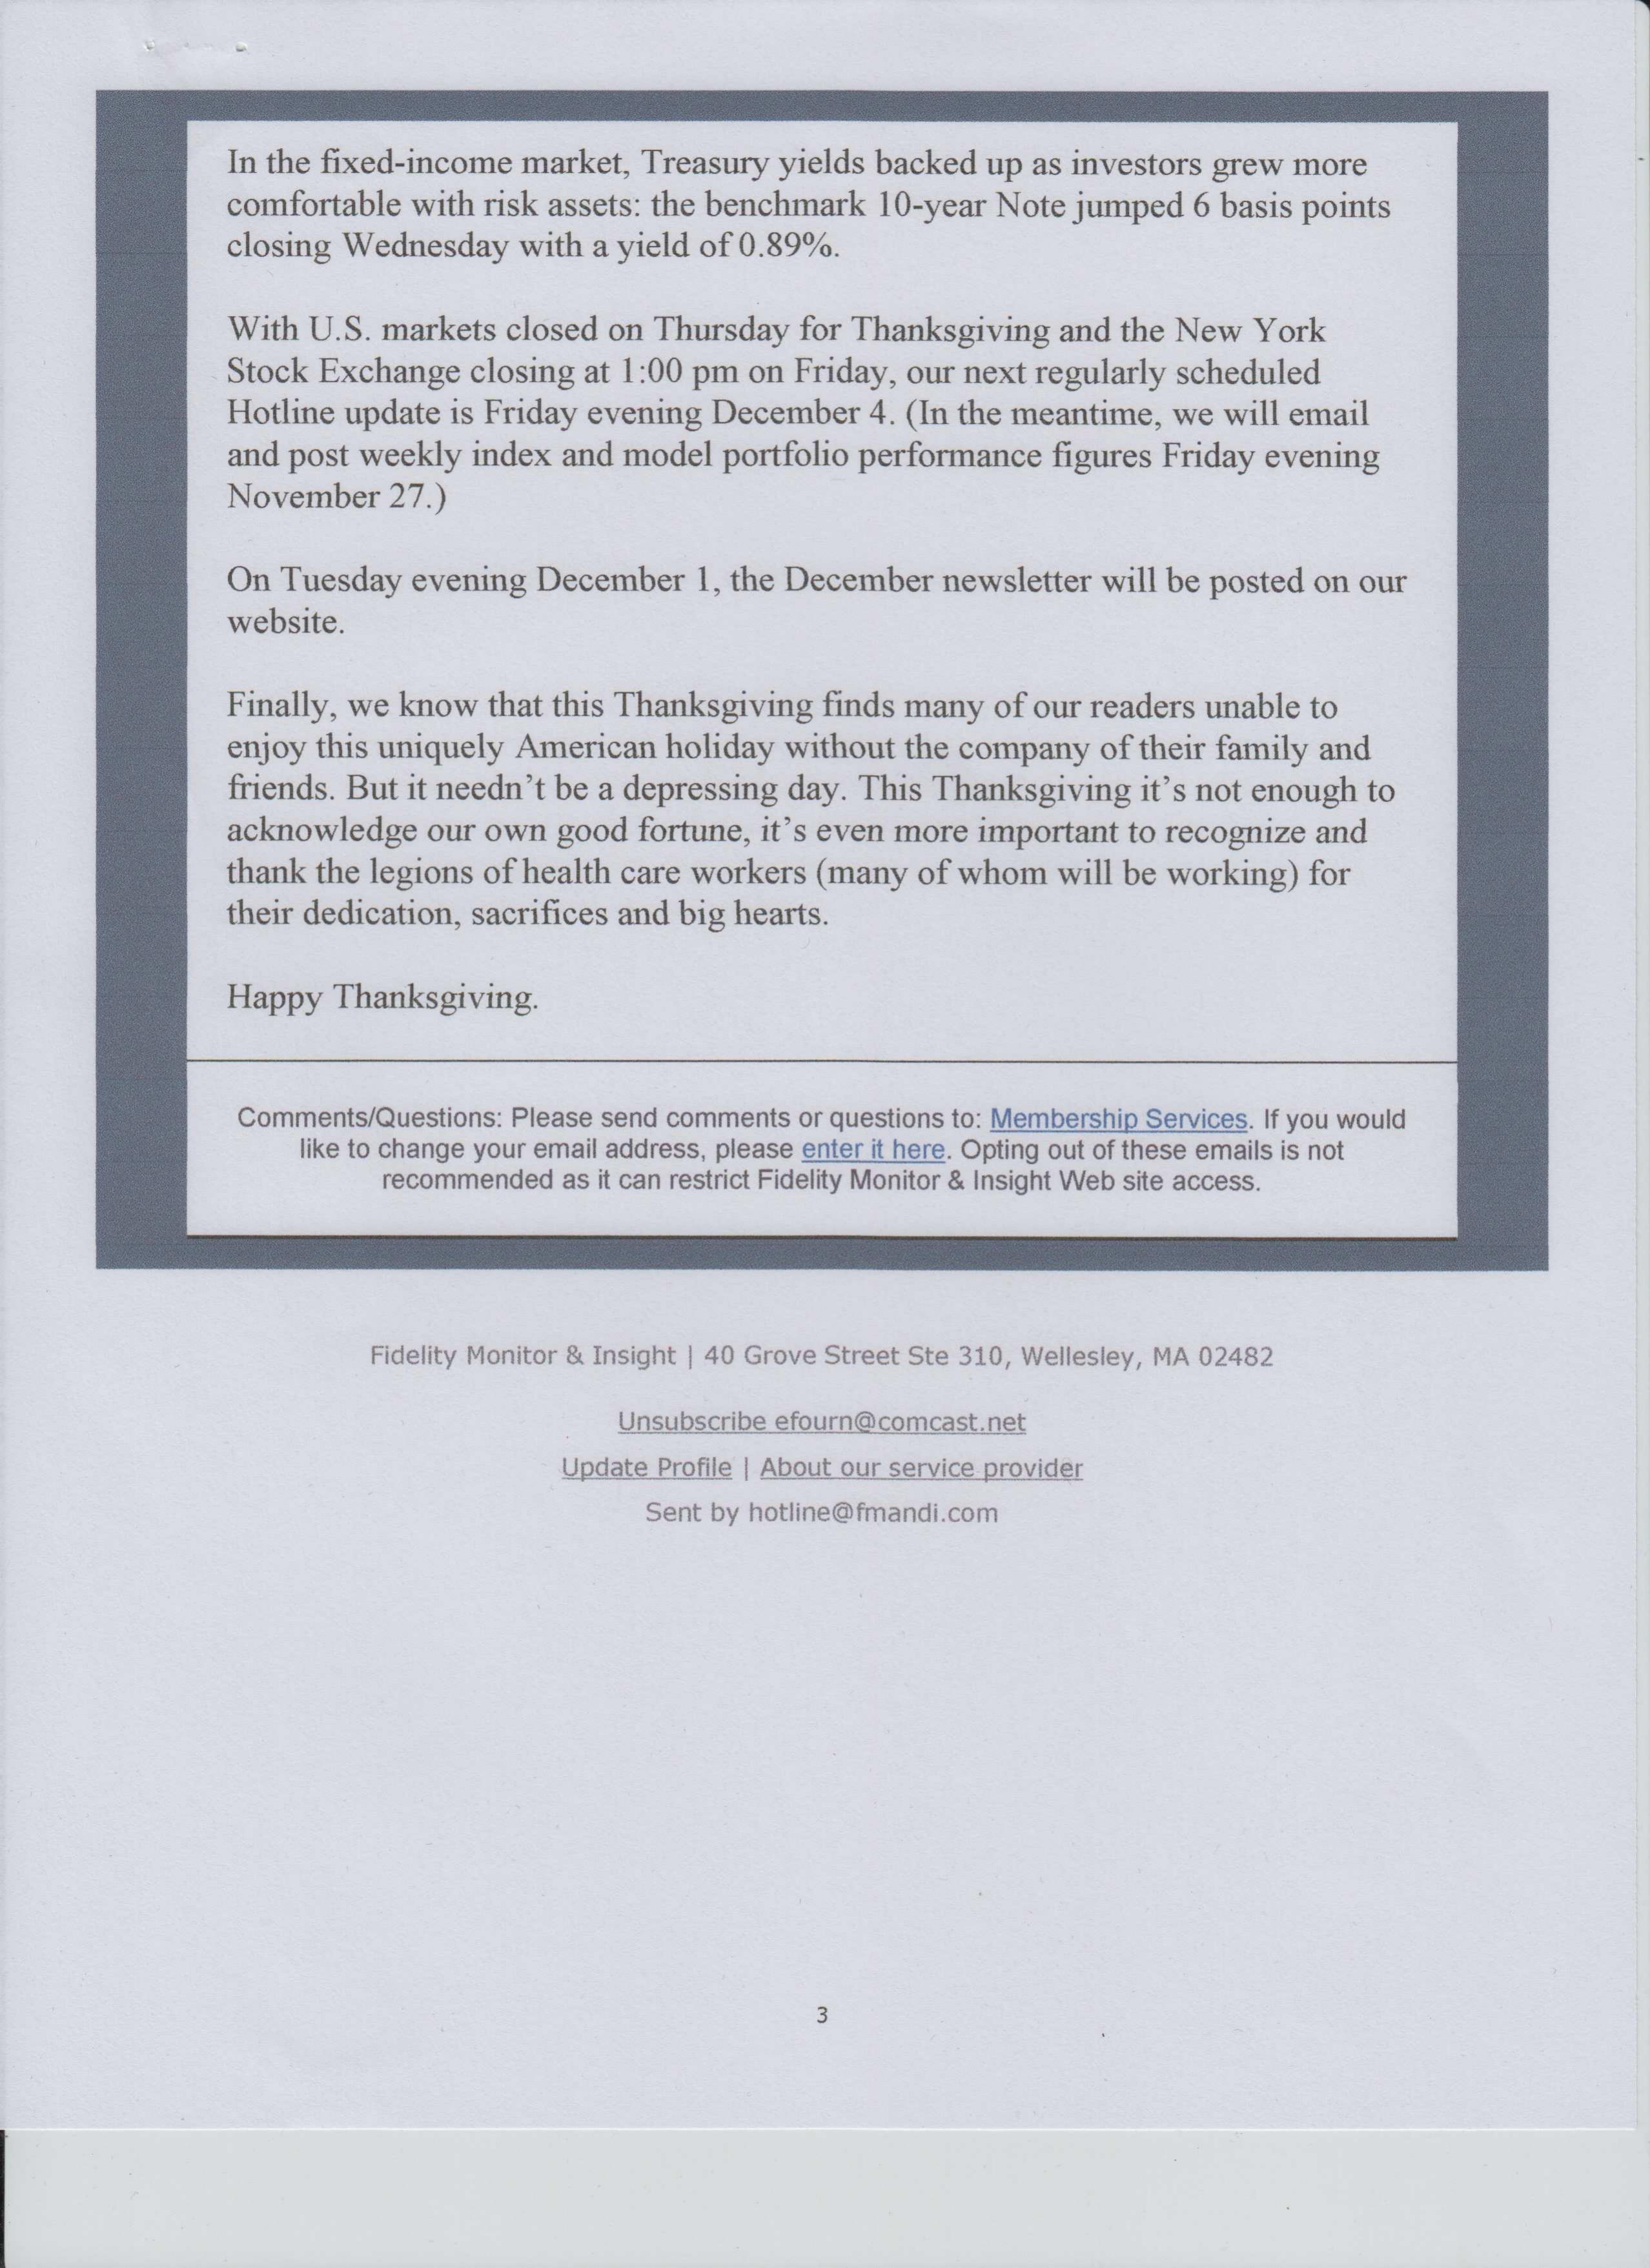 In the fixed-income market, Treasury yields backed up as investors grew more
comfortable with risk assets: the benchmark 10-year Note jumped 6 basis points
closing Wednesday with a yield of 0.89%.
With U.S. markets closed on Thursday for Thanksgiving and the New York
Stock Exchange closing at 1:00 pm on Friday, our next regularly scheduled
Hotline update is Friday evening December 4. (In the meantime, we will email
and post weekly index and model portfolio performance figures Friday evening
November 27.)
On Tuesday evening December 1, the December newsletter will be posted on our
website.
Finally, we know that this Thanksgiving finds many of our readers unable to
enjoy this uniquely American holiday without the company of their family and
friends. But it needn’t be a depressing day. This Thanksgiving it’s not enough to
acknowledge our own good fortune, it’s even more important to recognize and
thank the legions of health care workers (many of whom will be working) for
their dedication, sacrifices and big hearts.
Happy Thanksgiving.
Comments/Questions: Please send comments or questions to: Membership Services. If you would
like to change your email address, please enter it here. Opting out of these emails is not
recommended as it can restrict Fidelity Monitor & Insight Web site access.
Fidelity Monitor & Insight | 40 Grove Street Ste 310, Wellesley, MA 02482
Unsubscribe efourn@comcast.net
Update Profile | About our service provider
Sent by hotline@fmandi.com
3